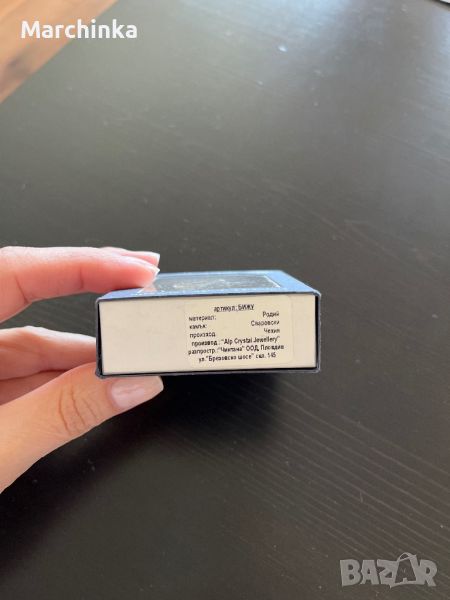 Marchinka
артикул: БИЖУ
материал: Родий
камък: Сваровски
произход: Чехия
производ.: "Alp Crystal Jewellery"
разпростр.: "Чинтана" ООД, Пловдив
ул."Брезовско шосе" скл. 145
BAZAR